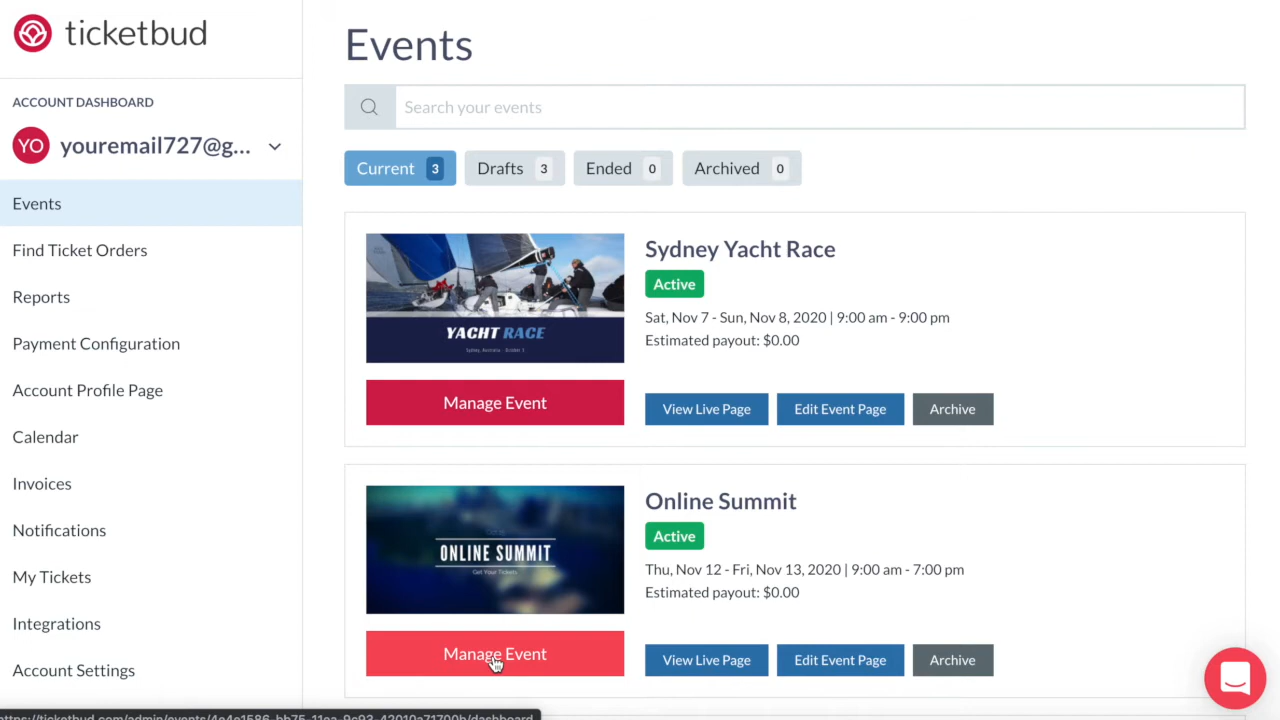 ticketbud
ACCOUNT DASHBOARD
YO youremail727@g...
Events
Find Ticket Orders
Reports
Payment Configuration
Account Profile Page
Calendar
Invoices
Notifications
My Tickets
Integrations
Account Settings
Events
Search your events
Current 3 Drafts 3 Ended 0 Archived 0
YACHT RACE
Manage Event
Sydney Yacht Race
Active
Sat, Nov 7 - Sun, Nov 8, 2020 | 9:00 am - 9:00 pm
Estimated payout: $0.00
View Live Page Edit Event Page Archive
ONLINE SUMMIT
Get Your Tickets
Manage Event
Online Summit
Active
Thu, Nov 12 - Fri, Nov 13, 2020 | 9:00 am - 7:00 pm
Estimated payout: $0.00
View Live Page Edit Event Page Archive